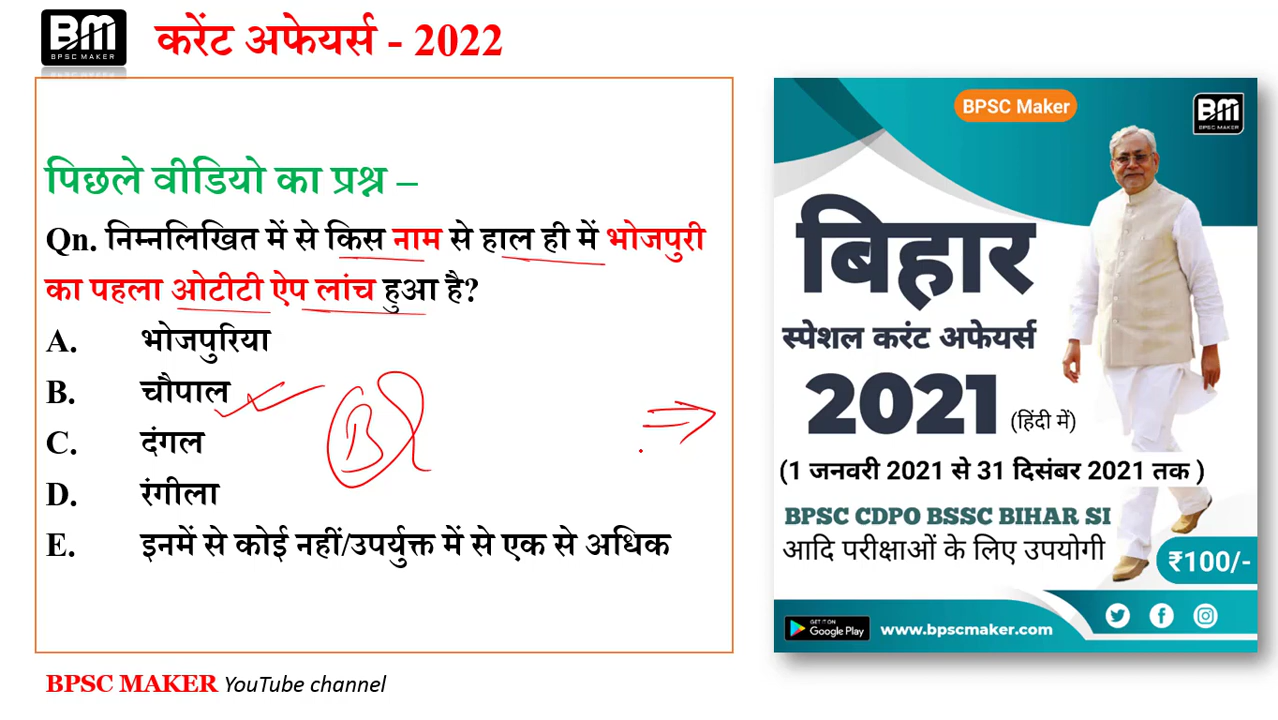 BM
BPSC MAKER
करेंट अफेयर्स - 2022
पिछले वीडियो का प्रश्न –
Qn. निम्नलिखित में से किस नाम से हाल ही में भोजपुरी
का पहला ओटीटी ऐप लांच हुआ है?
A. भोजपुरिया
B. चौपाल
C. दंगल
D. रंगीला
E. इनमें से कोई नहीं/उपर्युक्त में से एक से अधिक
B
BPSC MAKER YouTube channel
BPSC Maker
BM
BPSC MAKER
बिहार
स्पेशल करंट अफेयर्स
2021 (हिंदी में)
(1 जनवरी 2021 से 31 दिसंबर 2021 तक )
BPSC CDPO BSSC BIHAR SI
आदि परीक्षाओं के लिए उपयोगी
₹100/-
GET IT ON
Google Play
www.bpscmaker.com